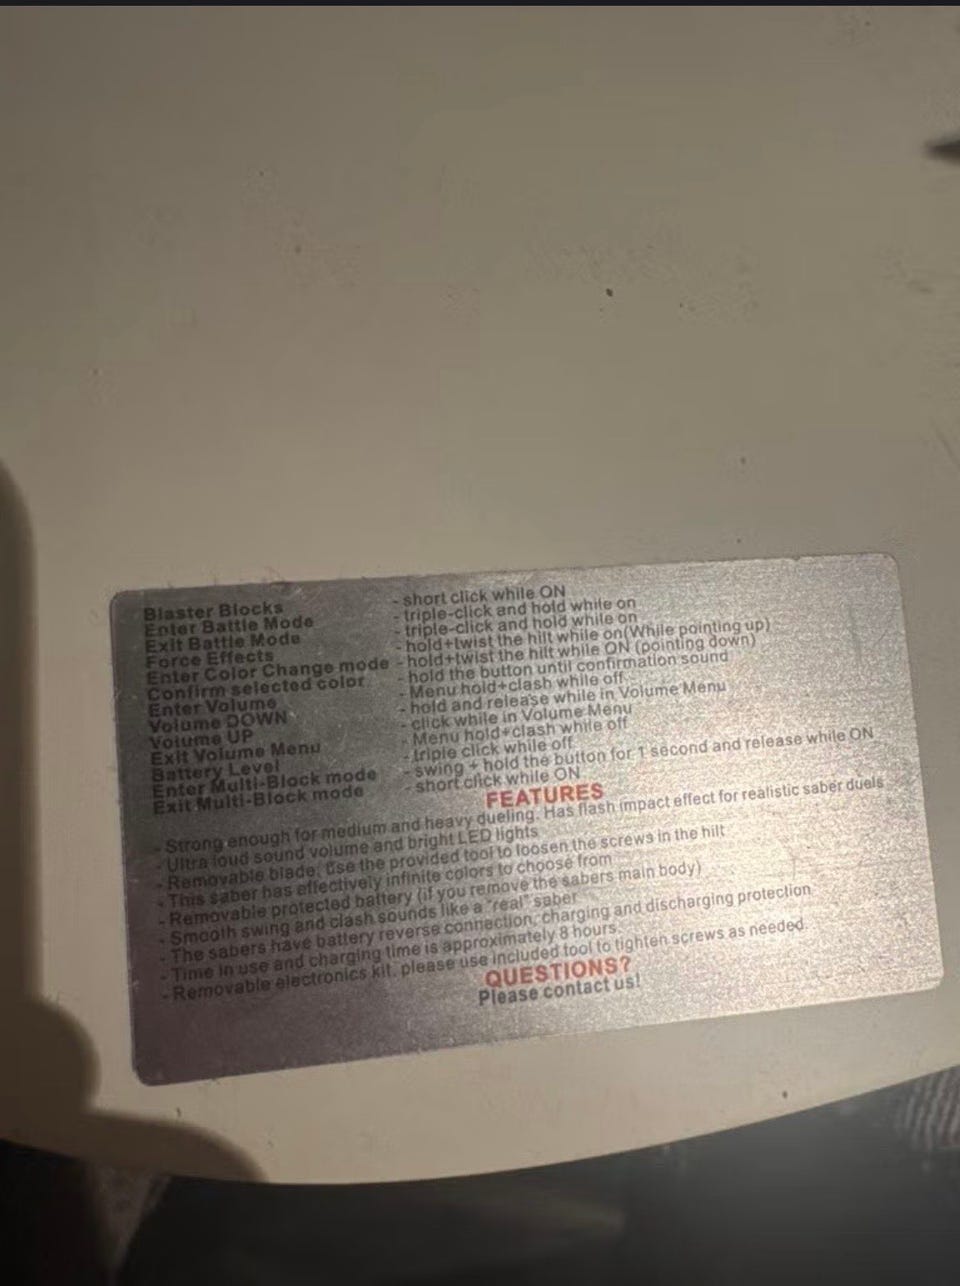 Blaster Blocks - short click while ON
Enter Battle Mode - triple-click and hold while on
Exit Battle Mode - triple-click and hold while on
Force Effects - hold+twist the hilt while on(While pointing up)
Enter Color Change mode - hold+twist the hilt while ON (pointing down)
Confirm selected color - hold the button until confirmation sound
Enter Volume - Menu hold+clash while off
Volume DOWN - hold and release while in Volume Menu
Volume UP - click while in Volume Menu
Exit Volume Menu - Menu hold+clash while off
Battery Level - triple click while off
Enter Multi-Block mode - swing + hold the button for 1 second and release while ON
Exit Multi-Block mode - short click while ON
FEATURES
- Strong enough for medium and heavy dueling. Has flash impact effect for realistic saber duels
- Ultra loud sound volume and bright LED lights
- Removable blade; Use the provided tool to loosen the screws in the hilt
- This saber has effectively infinite colors to choose from
- Removable protected battery (if you remove the sabers main body)
- Smooth swing and clash sounds like a "real" saber
- The sabers have battery reverse connection, charging and discharging protection
- Time in use and charging time is approximately 8 hours.
- Removable electronics kit, please use included tool to tighten screws as needed.
QUESTIONS?
Please contact us!